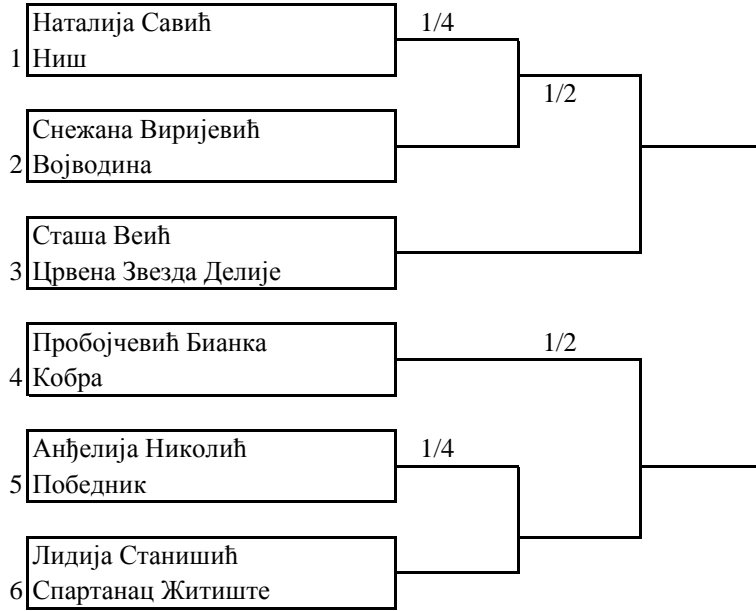 Наталија Савић
1/4
1 Ниш
1/2
Снежана Виријевић
2 Војводина
Сташа Веић
3 Црвена Звезда Делије
Пробојчевић Бианка
1/2
4 Кобра
Анђелија Николић
1/4
5 Победник
Лидија Станишић
6 Спартанац Житиште